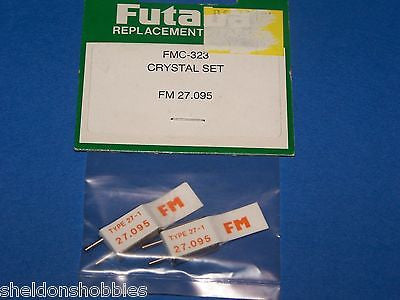 Futaba
REPLACEMENT
FMC-323
CRYSTAL SET
FM 27.095
TYPE 27-1
27.095
FM
TYPE 27-1
27.095
FM
sheldonshobbies